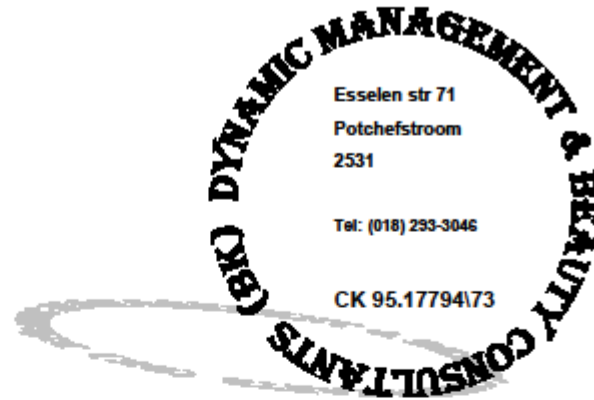 DYNAMIC MANAGEMENT & BEAUTY CONSULTANTS (BK)
Esselen str 71
Potchefstroom
2531
Tel: (018) 293-3046
CK 95.17794\73